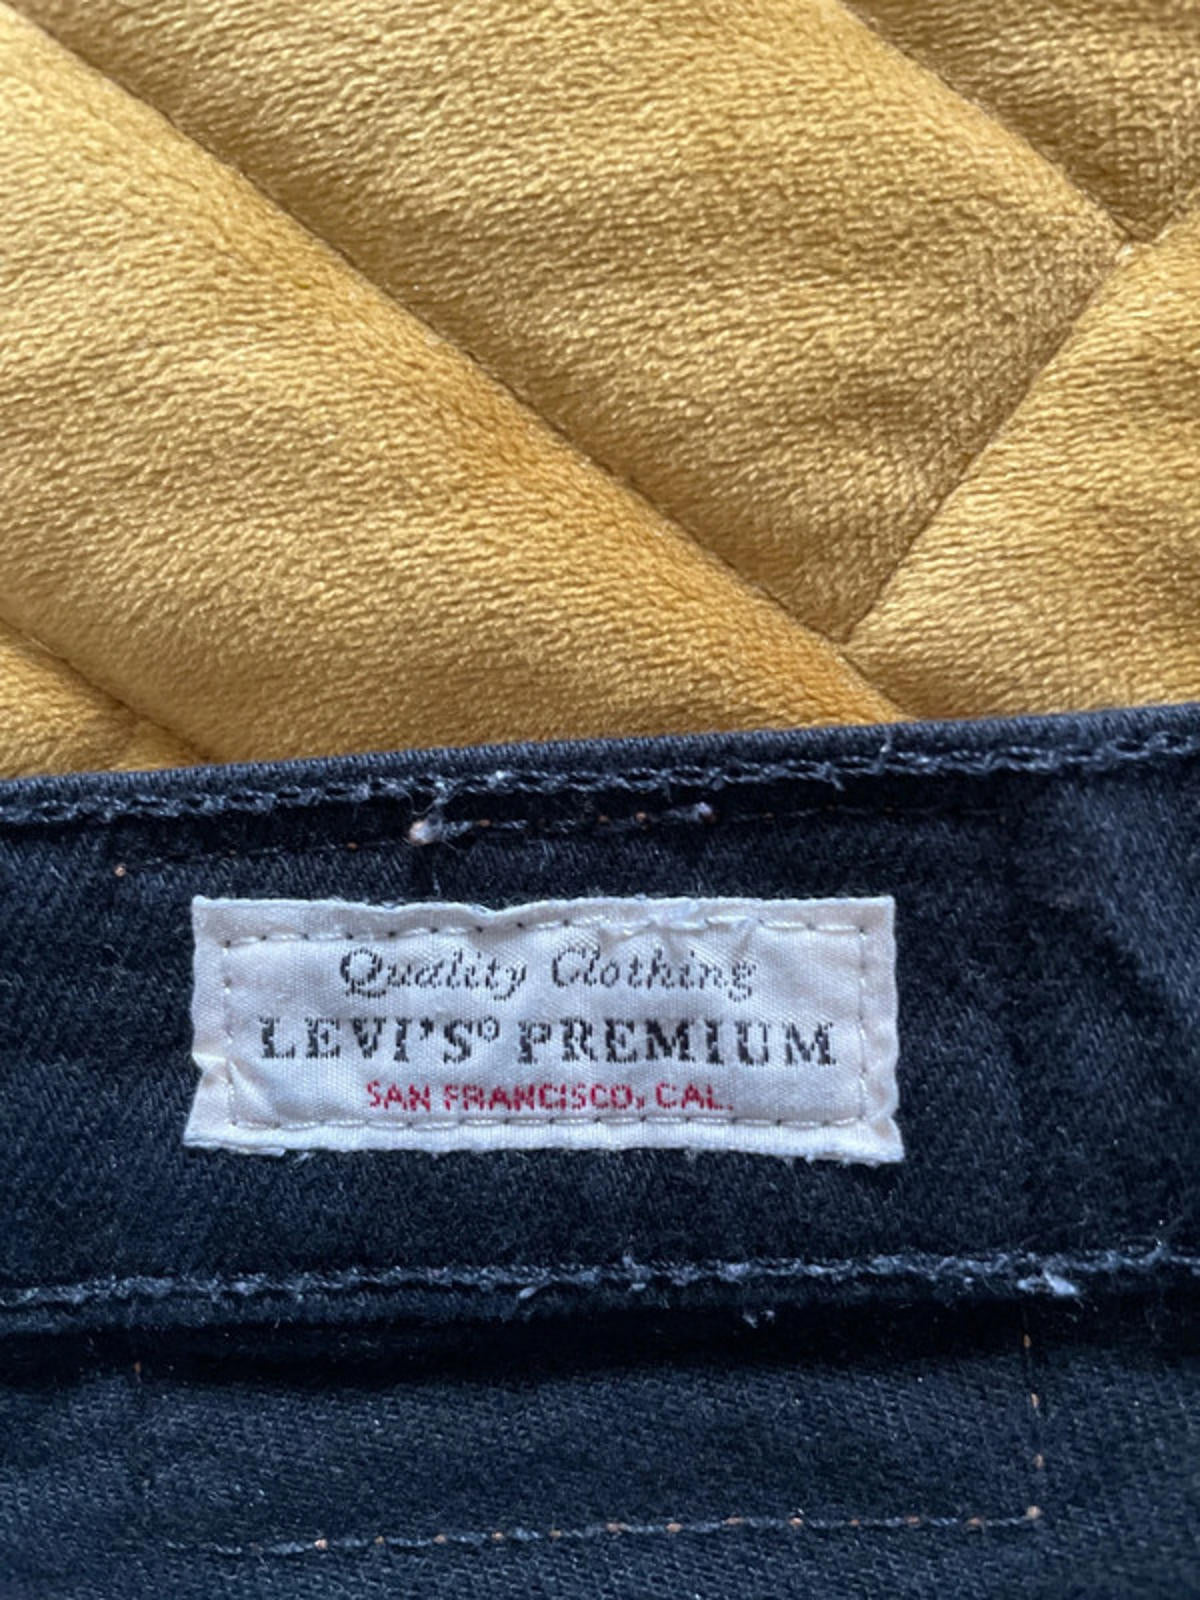 Quality Clothing
LEVI'S® PREMIUM
SAN FRANCISCO, CAL.